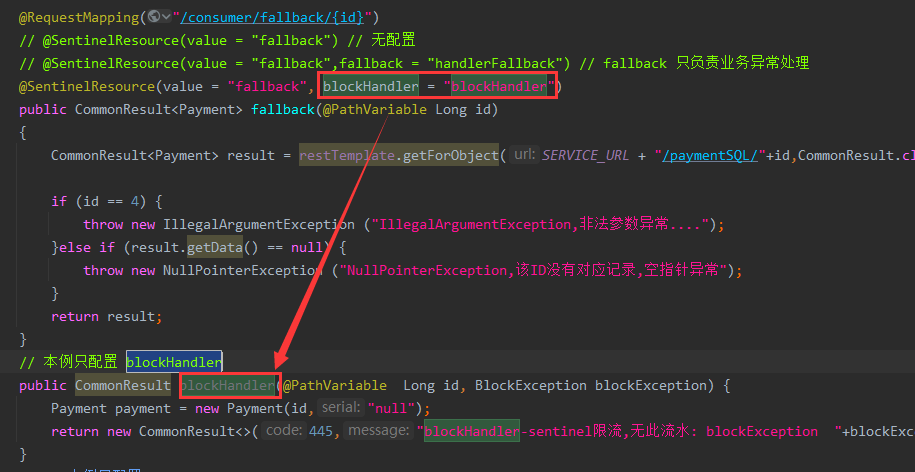 @RequestMapping("/consumer/fallback/{id}")
// @SentinelResource(value = "fallback") // 无配置
// @SentinelResource(value = "fallback",fallback = "handlerFallback") // fallback 只负责业务异常处理
@SentinelResource(value = "fallback", blockHandler = "blockHandler")
public CommonResult<Payment> fallback(@PathVariable Long id)
{
CommonResult<Payment> result = restTemplate.getForObject( url: SERVICE_URL + "/paymentSQL/"+id,CommonResult.cl
if (id == 4) {
throw new IllegalArgumentException ("IllegalArgumentException,非法参数异常....");
}else if (result.getData() == null) {
throw new NullPointerException ("NullPointerException,该ID没有对应记录,空指针异常");
}
return result;
}
// 本例只配置 blockHandler
public CommonResult blockHandler(@PathVariable Long id, BlockException blockException) {
Payment payment = new Payment(id, serial: "null");
return new CommonResult<>( code: 445, message: "blockHandler-sentinel限流,无此流水: blockException "+blockExc
}